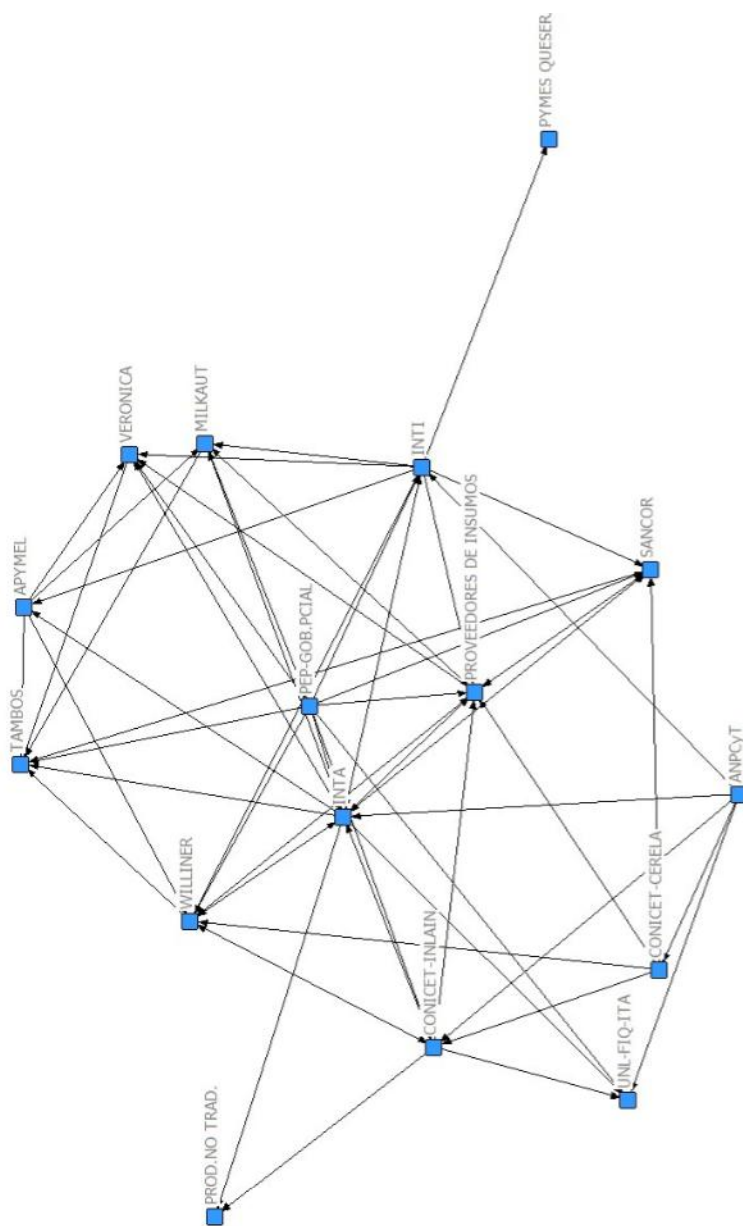 PYMES QUESER
VERONICA
MILKAUT
INTI
APYMEL
PROVEEDORES DE INSUMOS
SANCOR
PEP-GOB.PCIAL
TAMBOS
INTA
ANPCyT
WILLINER
CONICET-CERELA
CONICET-INLAIN
UNL-FIQ-ITA
PROD.NO TRAD.